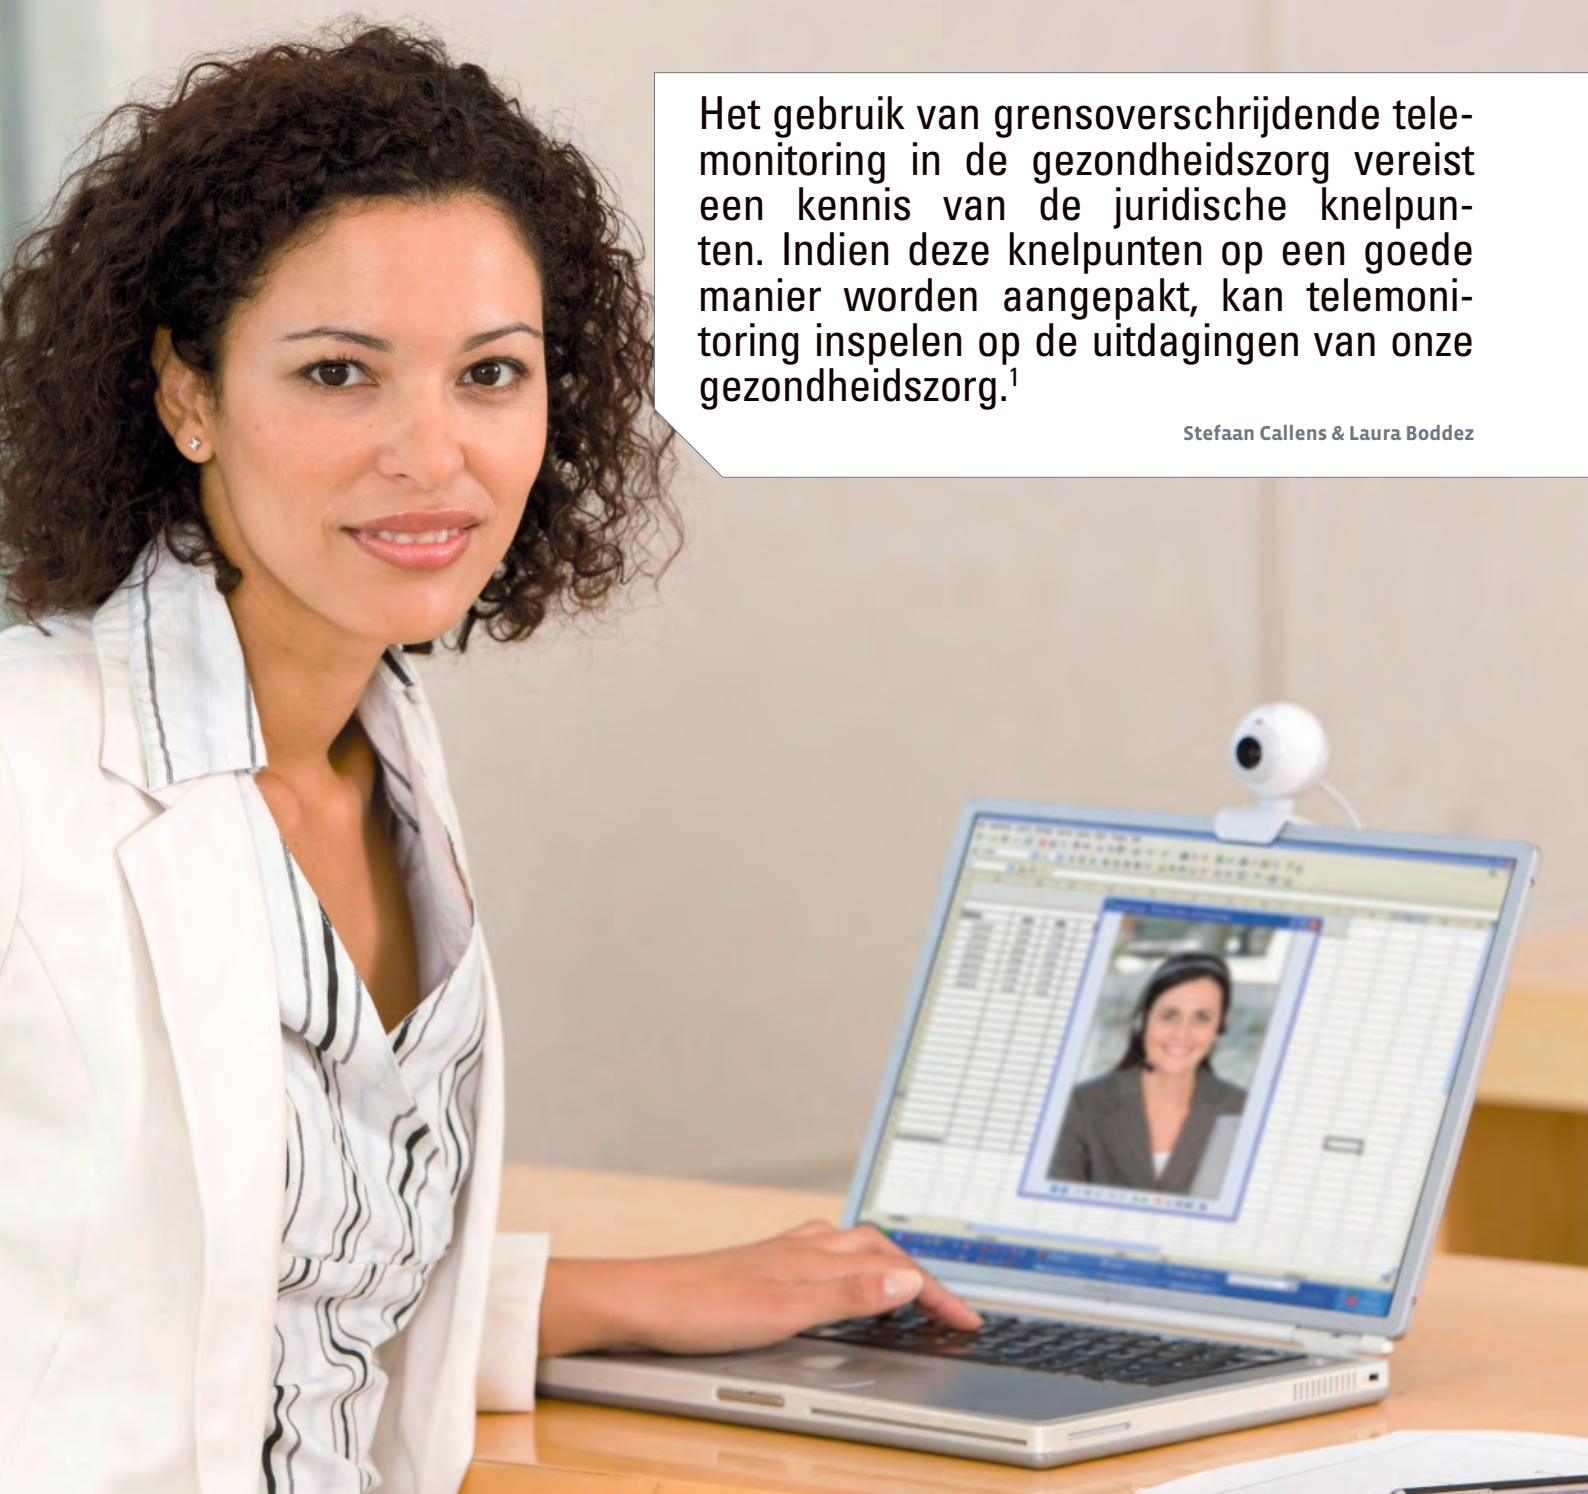 Het gebruik van grensoverschrijdende tele-
monitoring in de gezondheidszorg vereist
een kennis van de juridische knelpun-
ten. Indien deze knelpunten op een goede
manier worden aangepakt, kan telemoni-
toring inspelen op de uitdagingen van onze
gezondheidszorg.1
Stefaan Callens & Laura Boddez